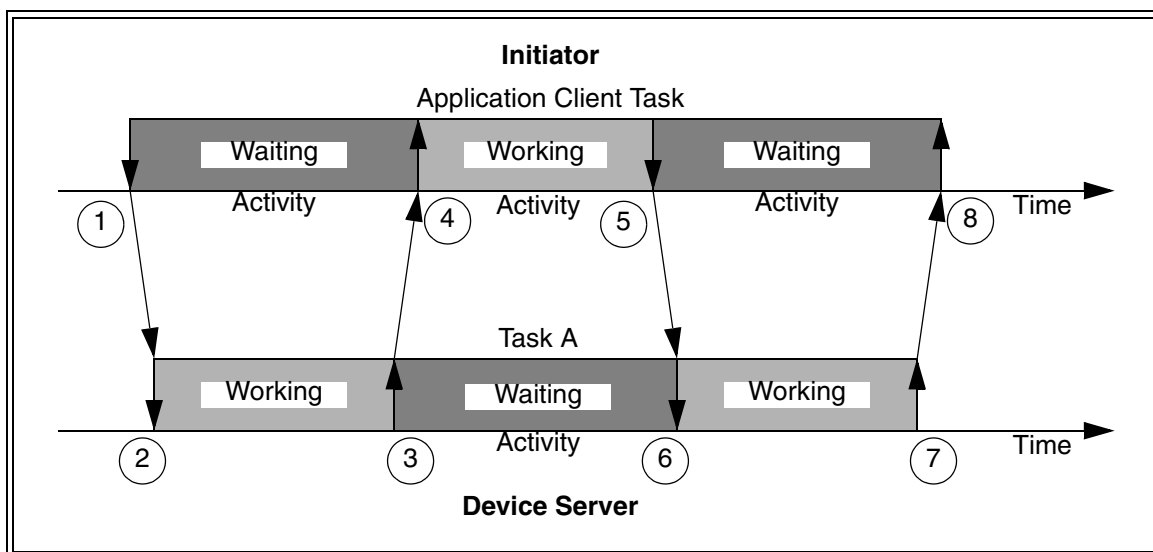 Initiator
Application Client Task
Waiting Working Waiting
Activity Activity Activity Time
1 4 5 8
Task A
Working Waiting Working
Activity Time
2 3 6 7
Device Server